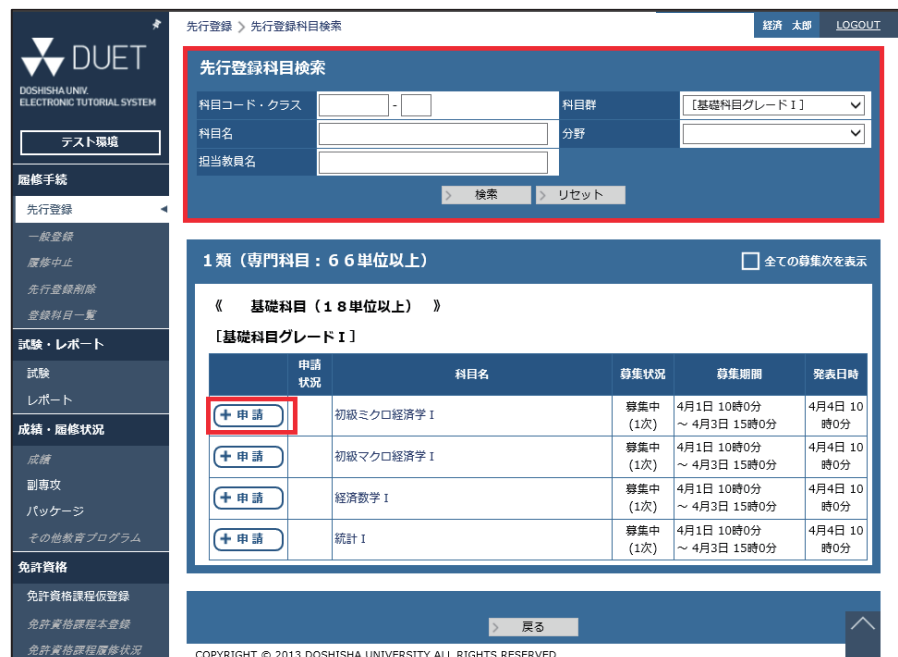 先行登録 > 先行登録科目検索
経済 太郎 LOGOUT
DUET
DOSHISHA UNIV.
ELECTRONIC TUTORIAL SYSTEM
テスト環境
履修手続
先行登録
一般登録
履修中止
先行登録削除
登録科目一覧
試験・レポート
試験
レポート
成績・履修状況
成績
副専攻
パッケージ
その他教育プログラム
免許資格
免許資格課程仮登録
免許資格課程本登録
免許資格課程履修状況
先行登録科目検索
科目コード・クラス - 科目群 [基礎科目グレードⅠ]
科目名 分野
担当教員名
検索 リセット
1類(専門科目:66単位以上) 全ての募集次を表示
《 基礎科目(18単位以上) 》
[基礎科目グレードⅠ]
申請状況 科目名 募集状況 募集期間 発表日時
+申請 初級ミクロ経済学Ⅰ 募集中(1次) 4月1日 10時0分 ~ 4月3日 15時0分 4月4日 10時0分
+申請 初級マクロ経済学Ⅰ 募集中(1次) 4月1日 10時0分 ~ 4月3日 15時0分 4月4日 10時0分
+申請 経済数学Ⅰ 募集中(1次) 4月1日 10時0分 ~ 4月3日 15時0分 4月4日 10時0分
+申請 統計Ⅰ 募集中(1次) 4月1日 10時0分 ~ 4月3日 15時0分 4月4日 10時0分
戻る
COPYRIGHT © 2013 DOSHISHA UNIVERSITY ALL RIGHTS RESERVED